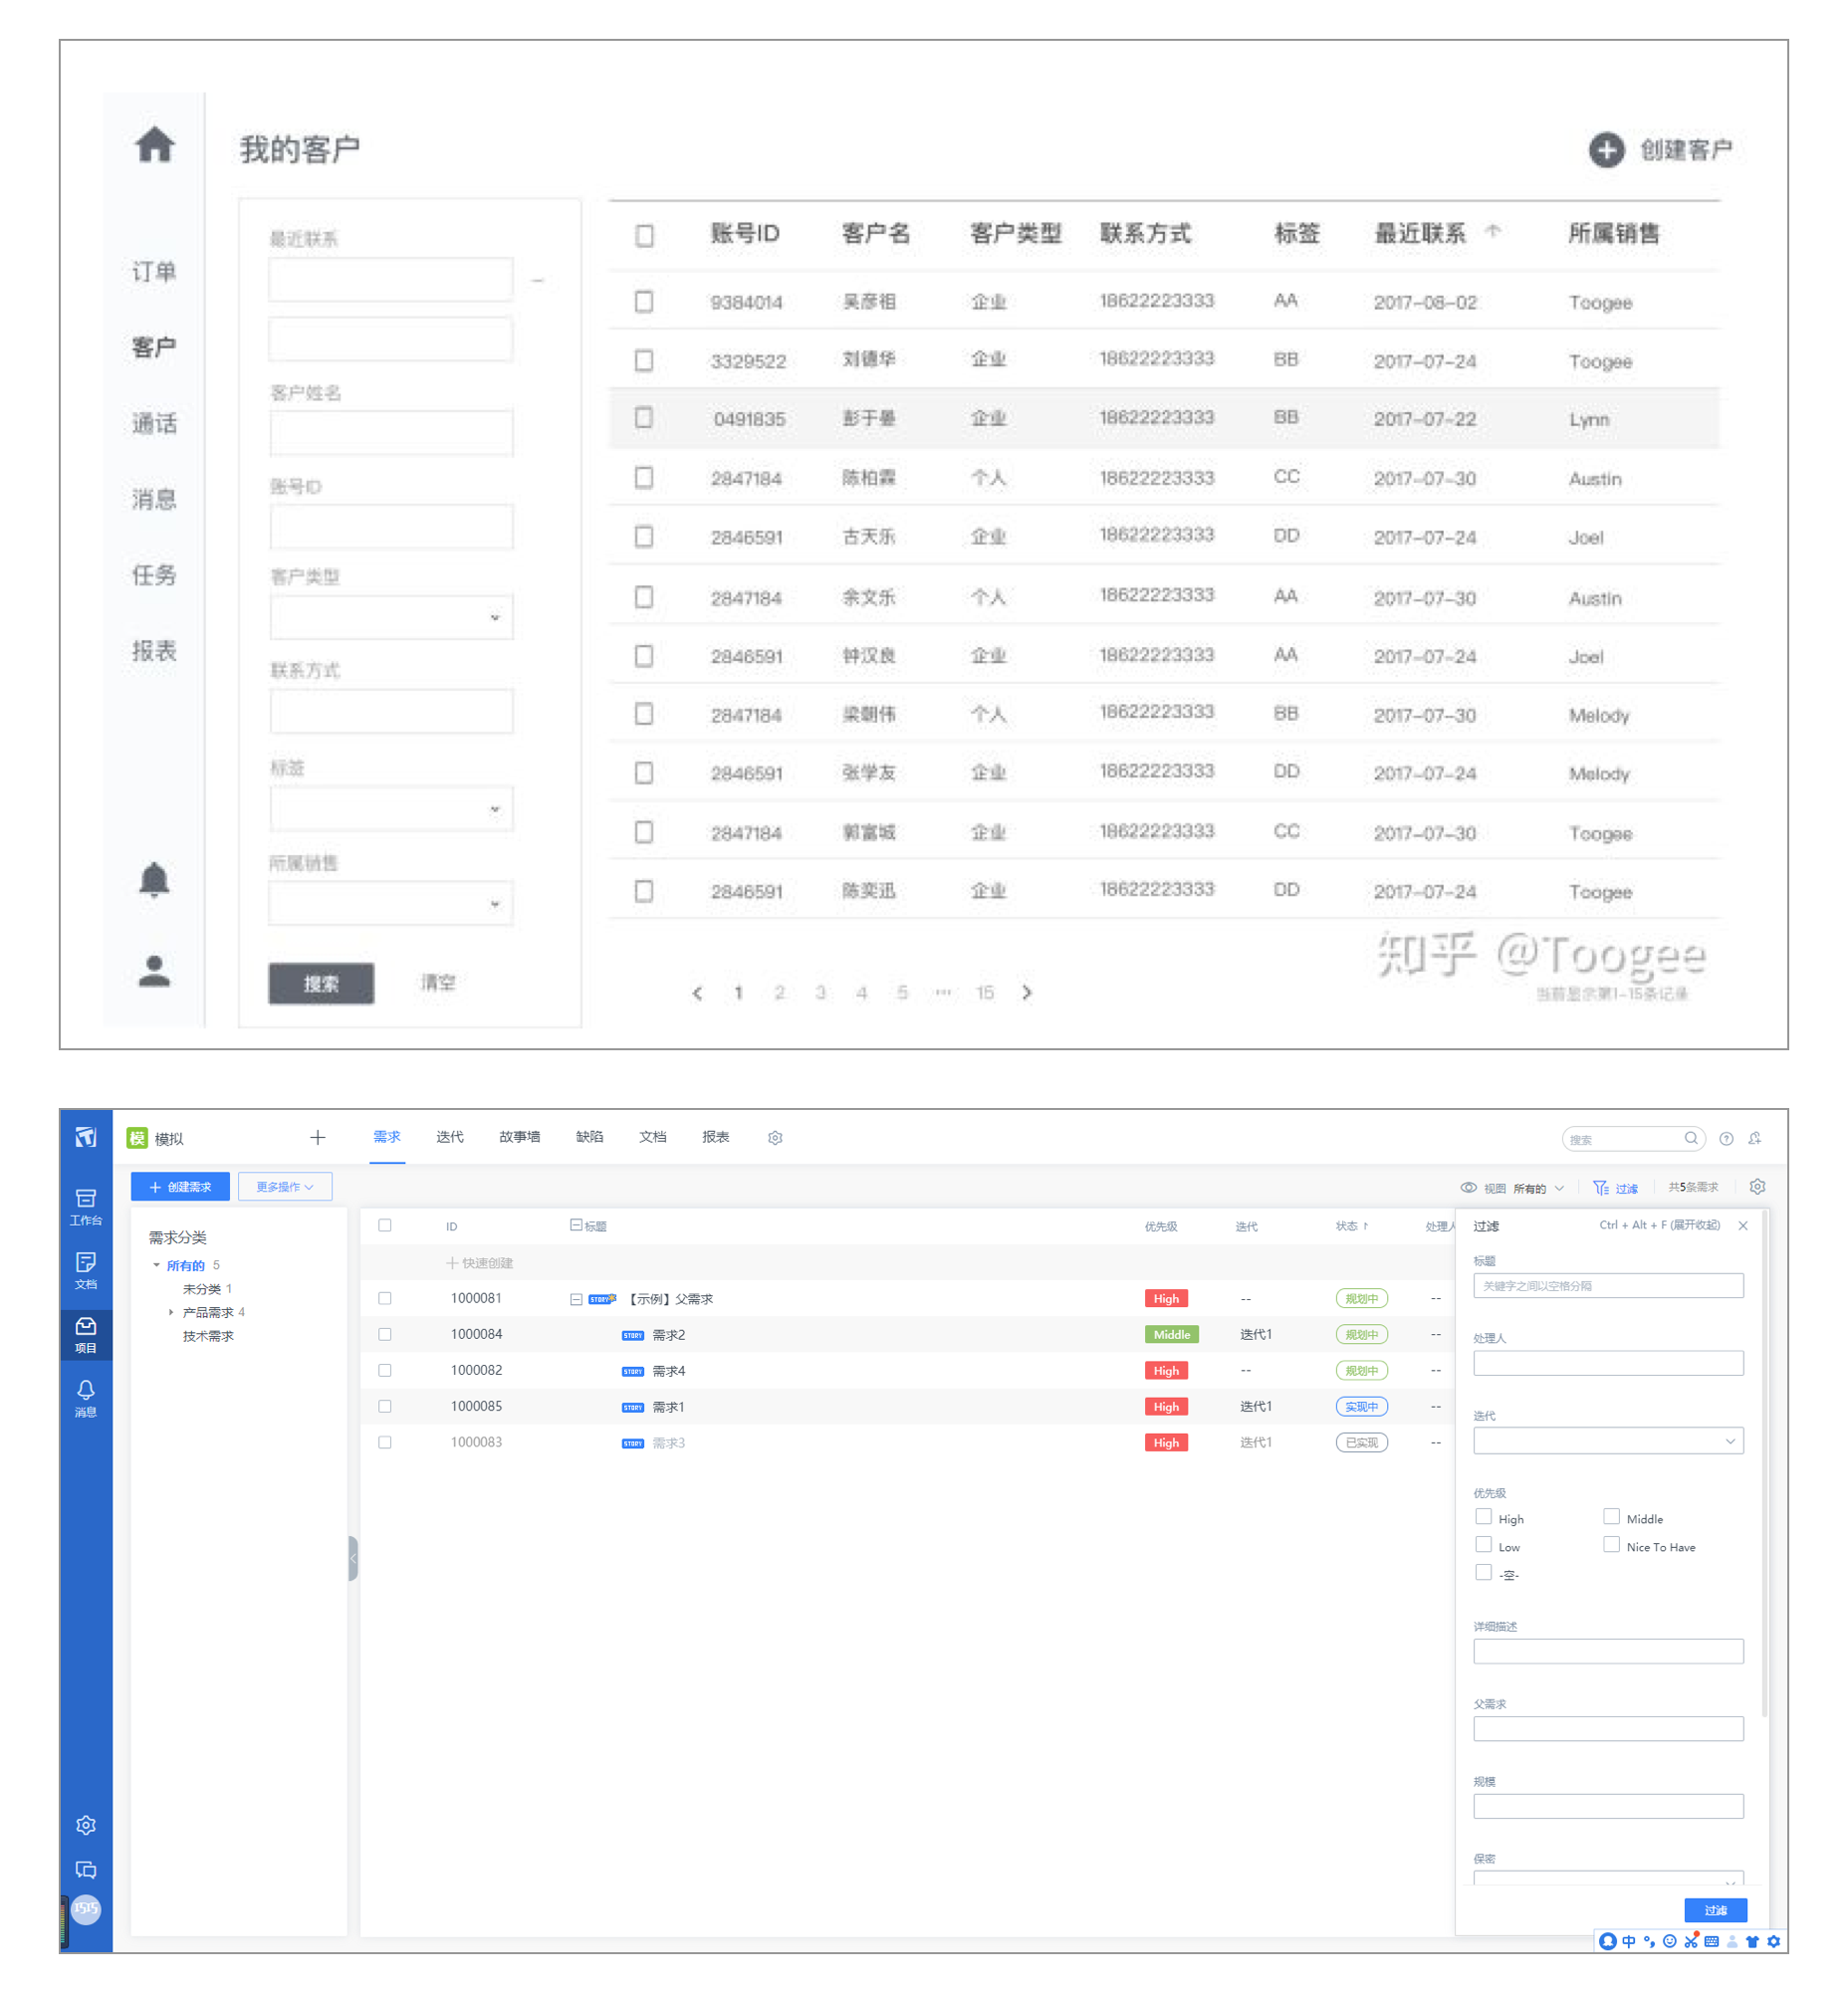 我的客户
创建客户
订单
客户
通话
消息
任务
报表
最近联系
–
客户姓名
账号ID
客户类型
联系方式
标签
所属销售
搜索 清空
账号ID 客户名 客户类型 联系方式 标签 最近联系 ↑ 所属销售
9384014 吴彦祖 企业 18622223333 AA 2017-08-02 Toogee
3329522 刘德华 企业 18622223333 BB 2017-07-24 Toogee
0491835 彭于晏 企业 18622223333 BB 2017-07-22 Lynn
2847184 陈柏霖 个人 18622223333 CC 2017-07-30 Austin
2846591 古天乐 企业 18622223333 DD 2017-07-24 Joel
2847184 余文乐 个人 18622223333 AA 2017-07-30 Austin
2846591 钟汉良 企业 18622223333 AA 2017-07-24 Joel
2847184 梁朝伟 个人 18622223333 BB 2017-07-30 Melody
2846591 张学友 企业 18622223333 DD 2017-07-24 Melody
2847184 郭富城 企业 18622223333 CC 2017-07-30 Toogee
2846591 陈奕迅 企业 18622223333 DD 2017-07-24 Toogee
知乎 @Toogee
< 1 2 3 4 5 ··· 15 >
当前显示第1-15条记录
模 模拟
需求 迭代 故事墙 缺陷 文档 报表
搜索
工作台
文档
项目
消息
创建需求 更多操作
视图 所有的 过滤 共5条需求
需求分类
所有的 5
未分类 1
产品需求 4
技术需求
ID 标题 优先级 迭代 状态 ↑ 处理人
快速创建
1000081 STORY 【示例】父需求 High -- 规划中 --
1000084 STORY 需求2 Middle 迭代1 规划中 --
1000082 STORY 需求4 High -- 规划中 --
1000085 STORY 需求1 High 迭代1 实现中 --
1000083 STORY 需求3 High 迭代1 已实现 --
过滤 Ctrl + Alt + F (展开收起)
标题
关键字之间以空格分隔
处理人
迭代
优先级
High Middle
Low Nice To Have
-空-
详细描述
父需求
规模
保密
过滤
中